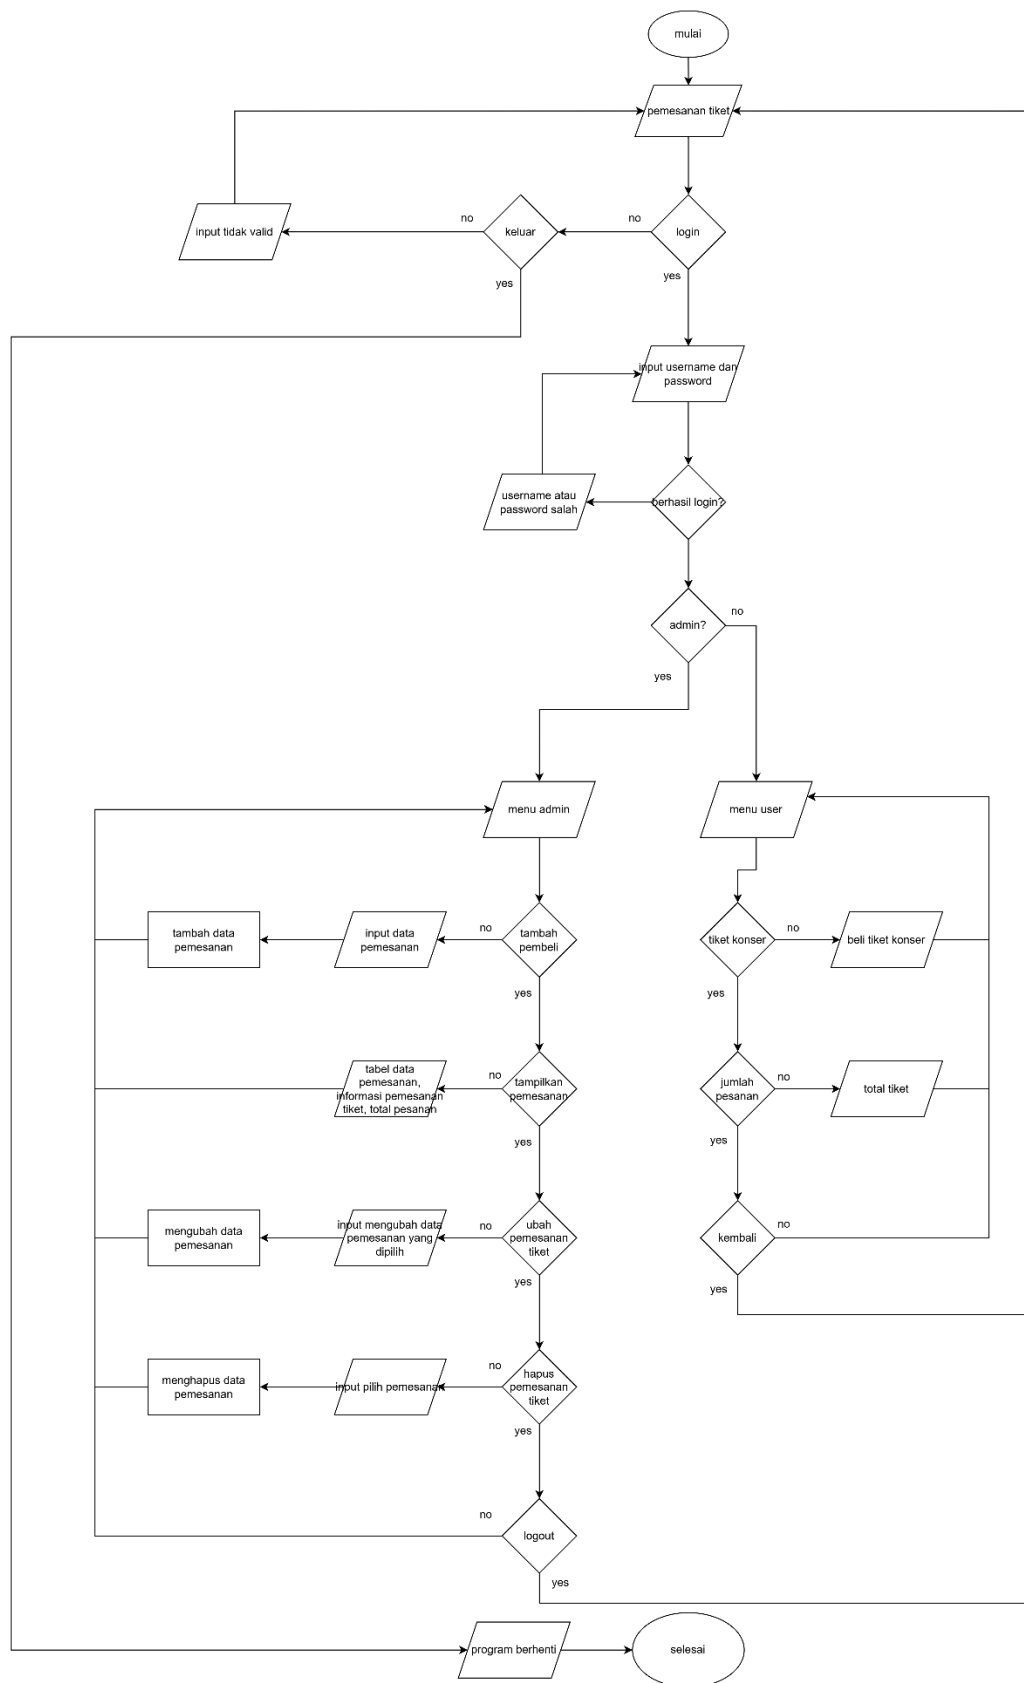 mulai
pemesanan tiket
no
no
input tidak valid
keluar
login
yes
yes
input username dan
password
username atau
password salah
berhasil login?
no
admin?
yes
menu admin
menu user
tambah data
pemesanan
input data
pemesanan
no
tambah
pembeli
tiket konser
no
beli tiket konser
yes
yes
tabel data
pemesanan,
informasi pemesanan
tiket, total pesanan
no
tampilkan
pemesanan
jumlah
pesanan
no
total tiket
yes
yes
mengubah data
pemesanan
input mengubah data
pemesanan yang
dipilih
no
ubah
pemesanan
tiket
kembali
no
yes
yes
menghapus data
pemesanan
input pilih pemesanan
no
hapus
pemesanan
tiket
yes
no
logout
yes
program berhenti
selesai